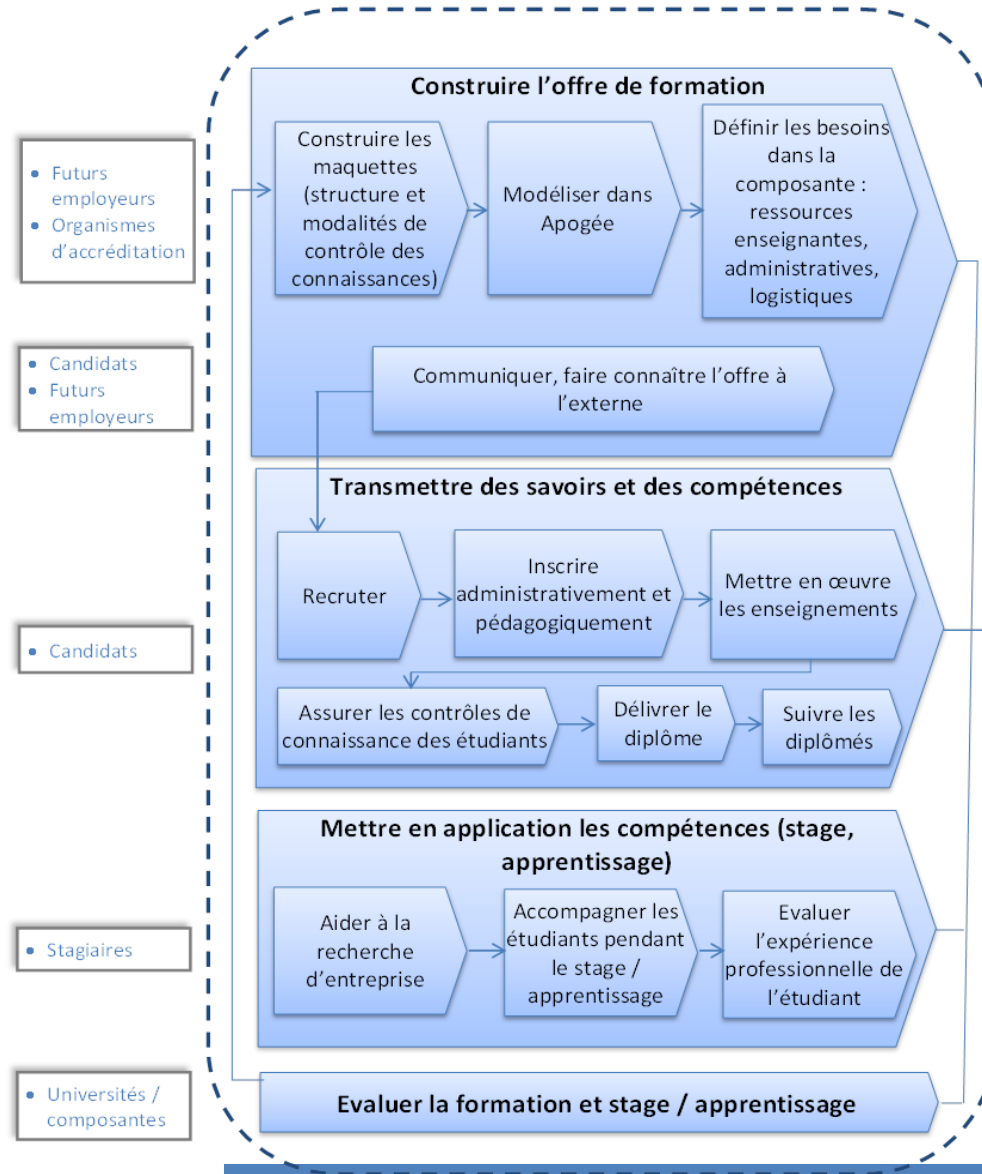 Construire l’offre de formation
• Futurs
employeurs
• Organismes
d’accréditation
Construire les
maquettes
(structure et
modalités de
contrôle des
connaissances)
Modéliser dans
Apogée
Définir les besoins
dans la
composante :
ressources
enseignantes,
administratives,
logistiques
• Candidats
• Futurs
employeurs
Communiquer, faire connaître l’offre à
l’externe
Transmettre des savoirs et des compétences
• Candidats
Recruter
Inscrire
administrativement et
pédagogiquement
Mettre en œuvre
les enseignements
Assurer les contrôles de
connaissance des étudiants
Délivrer le
diplôme
Suivre les
diplômés
Mettre en application les compétences (stage,
apprentissage)
• Stagiaires
Aider à la
recherche
d’entreprise
Accompagner les
étudiants pendant
le stage /
apprentissage
Evaluer
l’expérience
professionnelle de
l’étudiant
• Universités /
composantes
Evaluer la formation et stage / apprentissage